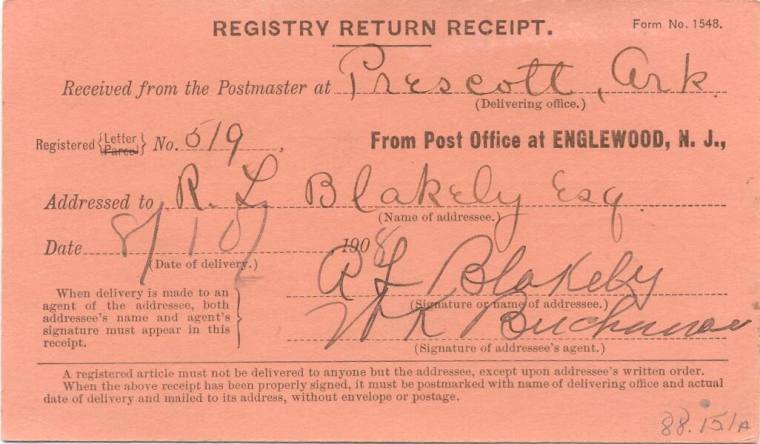 REGISTRY RETURN RECEIPT.
Form No. 1548.
Received from the Postmaster at Prescott, Ark.
(Delivering office.)
Registered {Letter Parcel} No. 519, From Post Office at ENGLEWOOD, N. J.,
Addressed to R. L. Blakely Esq.
(Name of addressee.)
Date 8/10/ 1908
(Date of delivery.)
R L Blakely
(Signature or name of addressee.)
When delivery is made to an
agent of the addressee, both
addressee's name and agent's
signature must appear in this
receipt.
Buchanan
(Signature of addressee's agent.)
A registered article must not be delivered to anyone but the addressee, except upon addressee's written order.
When the above receipt has been properly signed, it must be postmarked with name of delivering office and actual
date of delivery and mailed to its address, without envelope or postage.
88.151A